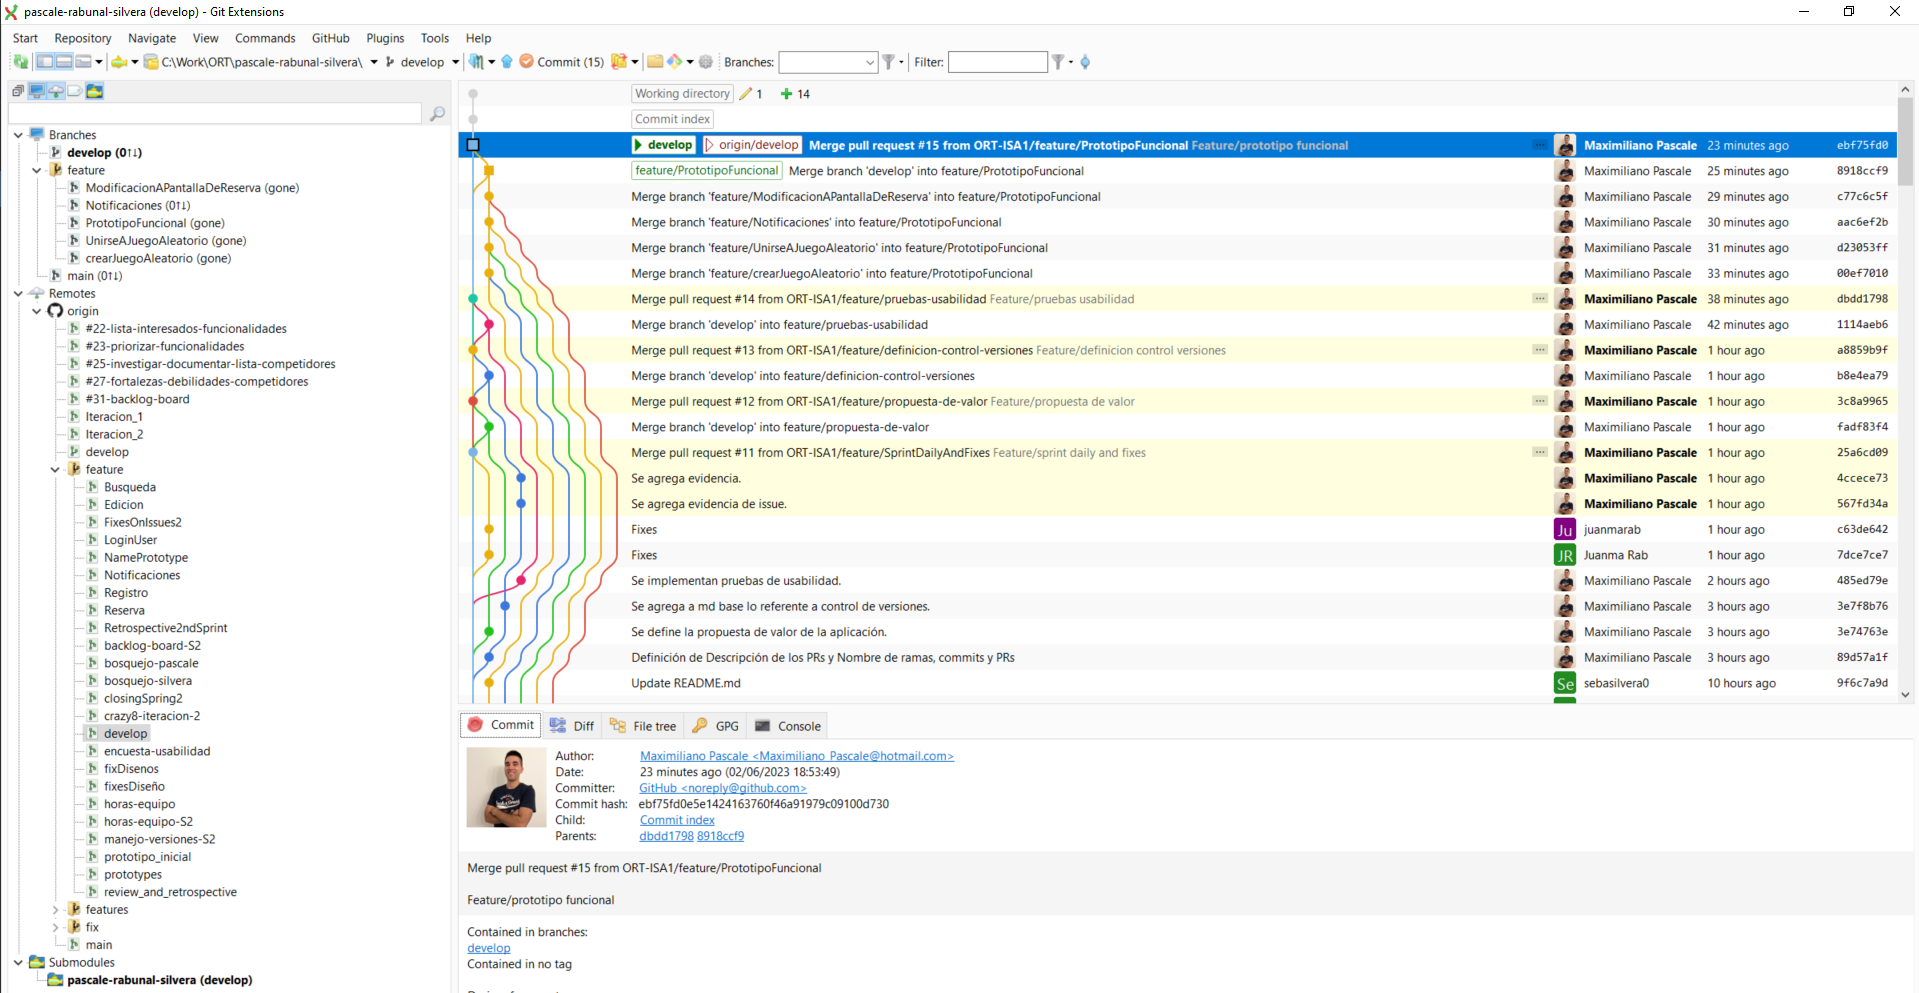 pascale-rabunal-silvera (develop) - Git Extensions
Start Repository Navigate View Commands GitHub Plugins Tools Help
C:\Work\ORT\pascale-rabunal-silvera\ develop Commit (15) Branches: Filter:
Branches
develop (0↑↓)
feature
ModificacionAPantallaDeReserva (gone)
Notificaciones (0↑↓)
PrototipoFuncional (gone)
UnirseAJuegoAleatorio (gone)
crearJuegoAleatorio (gone)
main (0↑↓)
Remotes
origin
#22-lista-interesados-funcionalidades
#23-priorizar-funcionalidades
#25-investigar-documentar-lista-competidores
#27-fortalezas-debilidades-competidores
#31-backlog-board
Iteracion_1
Iteracion_2
develop
feature
Busqueda
Edicion
FixesOnIssues2
LoginUser
NamePrototype
Notificaciones
Registro
Reserva
Retrospective2ndSprint
backlog-board-S2
bosquejo-pascale
bosquejo-silvera
closingSpring2
crazy8-iteracion-2
develop
encuesta-usabilidad
fixDisenos
fixesDiseño
horas-equipo
horas-equipo-S2
manejo-versiones-S2
prototipo_inicial
prototypes
review_and_retrospective
features
fix
main
Submodules
pascale-rabunal-silvera (develop)
Working directory 1 14
Commit index
develop origin/develop Merge pull request #15 from ORT-ISA1/feature/PrototipoFuncional Feature/prototipo funcional ... Maximiliano Pascale 23 minutes ago ebf75fd0
feature/PrototipoFuncional Merge branch 'develop' into feature/PrototipoFuncional Maximiliano Pascale 25 minutes ago 8918ccf9
Merge branch 'feature/ModificacionAPantallaDeReserva' into feature/PrototipoFuncional Maximiliano Pascale 29 minutes ago c77c6c5f
Merge branch 'feature/Notificaciones' into feature/PrototipoFuncional Maximiliano Pascale 30 minutes ago aac6ef2b
Merge branch 'feature/UnirseAJuegoAleatorio' into feature/PrototipoFuncional Maximiliano Pascale 31 minutes ago d23053ff
Merge branch 'feature/crearJuegoAleatorio' into feature/PrototipoFuncional Maximiliano Pascale 33 minutes ago 00ef7010
Merge pull request #14 from ORT-ISA1/feature/pruebas-usabilidad Feature/pruebas usabilidad ... Maximiliano Pascale 38 minutes ago dbdd1798
Merge branch 'develop' into feature/pruebas-usabilidad Maximiliano Pascale 42 minutes ago 1114aeb6
Merge pull request #13 from ORT-ISA1/feature/definicion-control-versiones Feature/definicion control versiones ... Maximiliano Pascale 1 hour ago a8859b9f
Merge branch 'develop' into feature/definicion-control-versiones Maximiliano Pascale 1 hour ago b8e4ea79
Merge pull request #12 from ORT-ISA1/feature/propuesta-de-valor Feature/propuesta de valor ... Maximiliano Pascale 1 hour ago 3c8a9965
Merge branch 'develop' into feature/propuesta-de-valor Maximiliano Pascale 1 hour ago fadf83f4
Merge pull request #11 from ORT-ISA1/feature/SprintDailyAndFixes Feature/sprint daily and fixes ... Maximiliano Pascale 1 hour ago 25a6cd09
Se agrega evidencia. Maximiliano Pascale 1 hour ago 4ccece73
Se agrega evidencia de issue. Maximiliano Pascale 1 hour ago 567fd34a
Fixes Ju juanmarab 1 hour ago c63de642
Fixes JR Juanma Rab 1 hour ago 7dce7ce7
Se implementan pruebas de usabilidad. Maximiliano Pascale 2 hours ago 485ed79e
Se agrega a md base lo referente a control de versiones. Maximiliano Pascale 3 hours ago 3e7f8b76
Se define la propuesta de valor de la aplicación. Maximiliano Pascale 3 hours ago 3e74763e
Definición de Descripción de los PRs y Nombre de ramas, commits y PRs Maximiliano Pascale 3 hours ago 89d57a1f
Update README.md Se sebasilvera0 10 hours ago 9f6c7a9d
Commit Diff File tree GPG Console
Author: Maximiliano Pascale <Maximiliano_Pascale@hotmail.com>
Date: 23 minutes ago (02/06/2023 18:53:49)
Committer: GitHub <noreply@github.com>
Commit hash: ebf75fd0e5e1424163760f46a91979c09100d730
Child: Commit index
Parents: dbdd1798 8918ccf9
Merge pull request #15 from ORT-ISA1/feature/PrototipoFuncional
Feature/prototipo funcional
Contained in branches:
develop
Contained in no tag